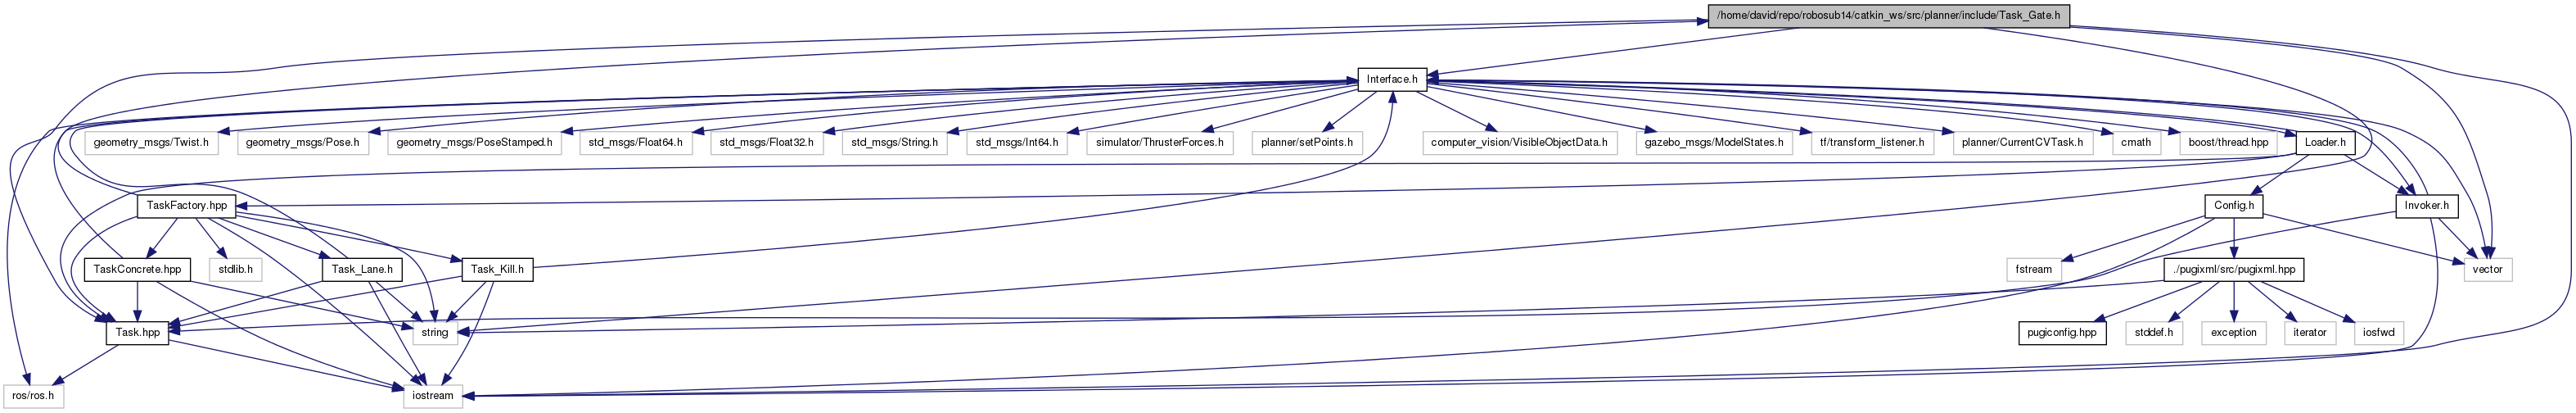 /home/david/repo/robosub14/catkin_ws/src/planner/include/Task_Gate.h
Interface.h
geometry_msgs/Twist.h
geometry_msgs/Pose.h
geometry_msgs/PoseStamped.h
std_msgs/Float64.h
std_msgs/Float32.h
std_msgs/String.h
std_msgs/Int64.h
simulator/ThrusterForces.h
planner/setPoints.h
computer_vision/VisibleObjectData.h
gazebo_msgs/ModelStates.h
tf/transform_listener.h
planner/CurrentCVTask.h
cmath
boost/thread.hpp
Loader.h
TaskFactory.hpp
Config.h
Invoker.h
TaskConcrete.hpp
stdlib.h
Task_Lane.h
Task_Kill.h
fstream
./pugixml/src/pugixml.hpp
vector
Task.hpp
string
pugiconfig.hpp
stddef.h
exception
iterator
iosfwd
ros/ros.h
iostream